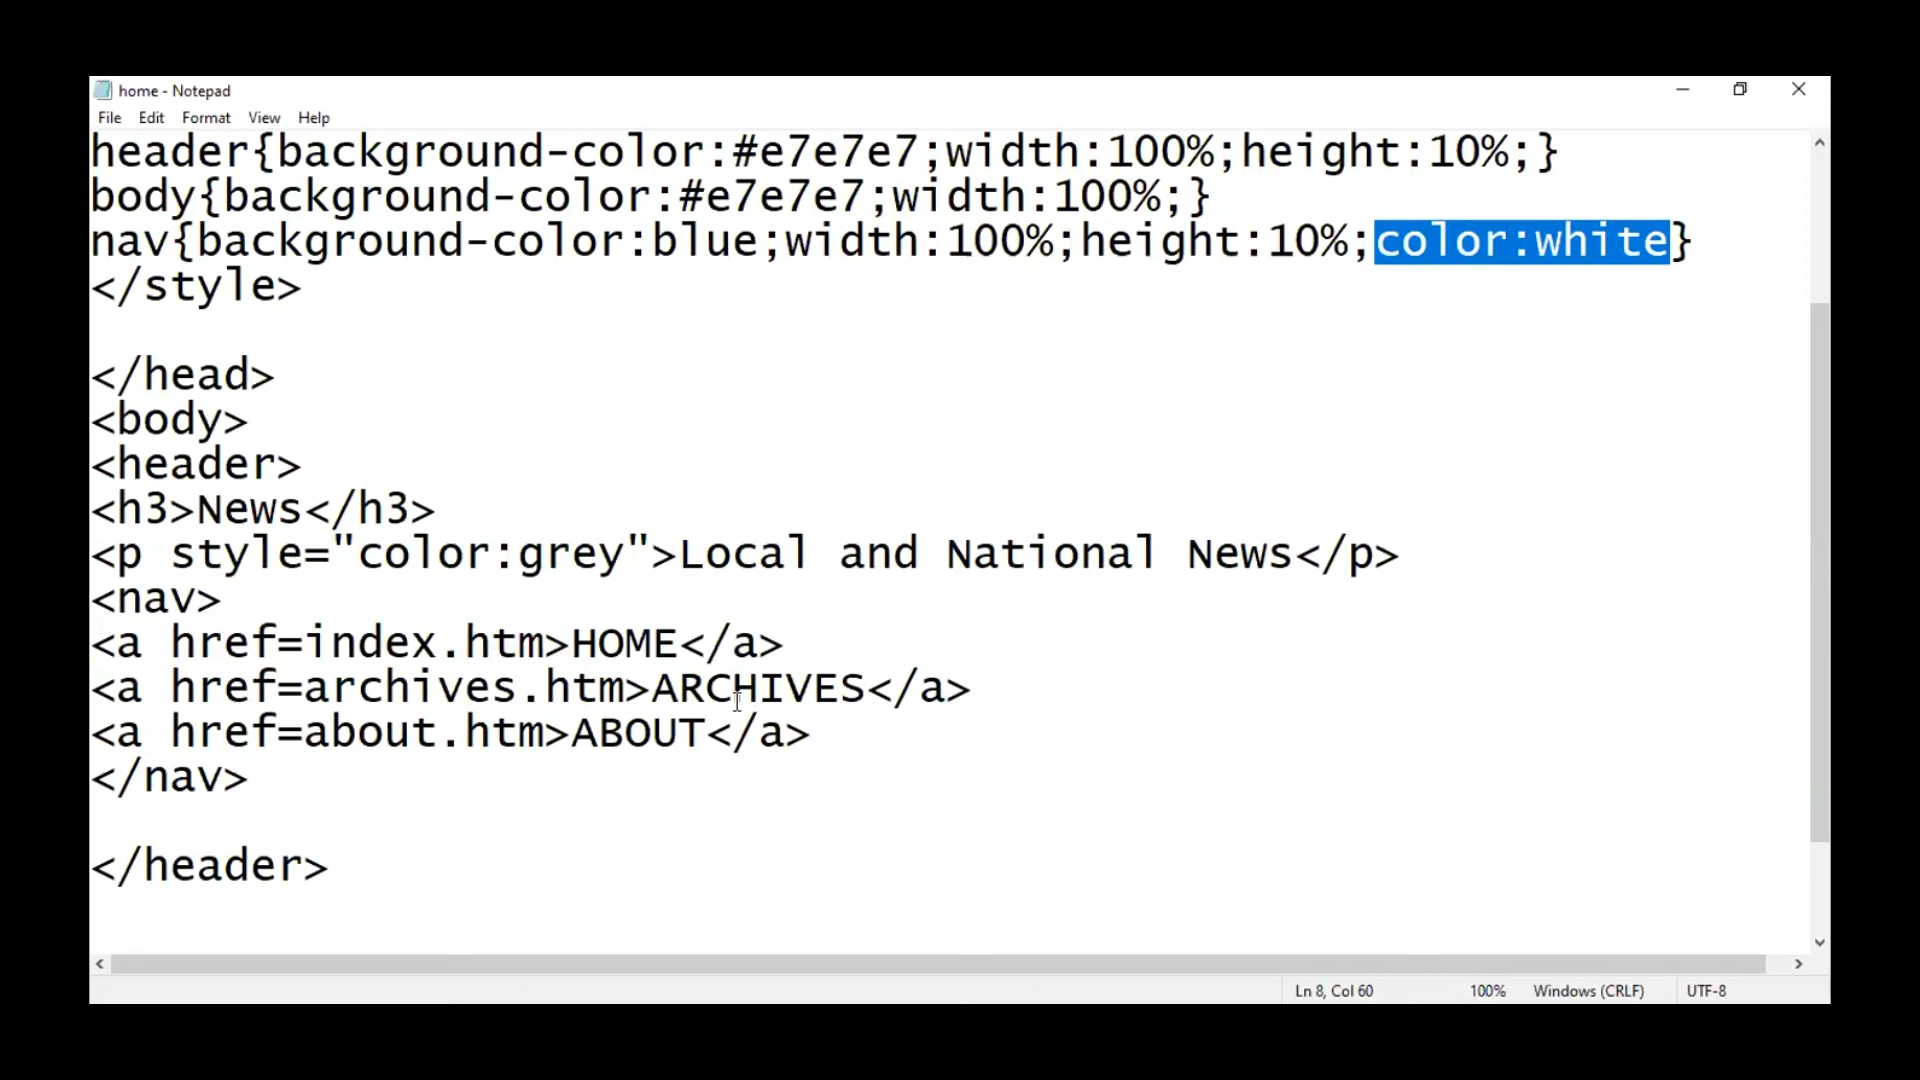 home - Notepad
File Edit Format View Help
header{background-color:#e7e7e7;width:100%;height:10%;}
body{background-color:#e7e7e7;width:100%;}
nav{background-color:blue;width:100%;height:10%;color:white}
</style>
</head>
<body>
<header>
<h3>News</h3>
<p style="color:grey">Local and National News</p>
<nav>
<a href=index.htm>HOME</a>
<a href=archives.htm>ARCHIVES</a>
<a href=about.htm>ABOUT</a>
</nav>
</header>
Ln 8, Col 60 100% Windows (CRLF) UTF-8